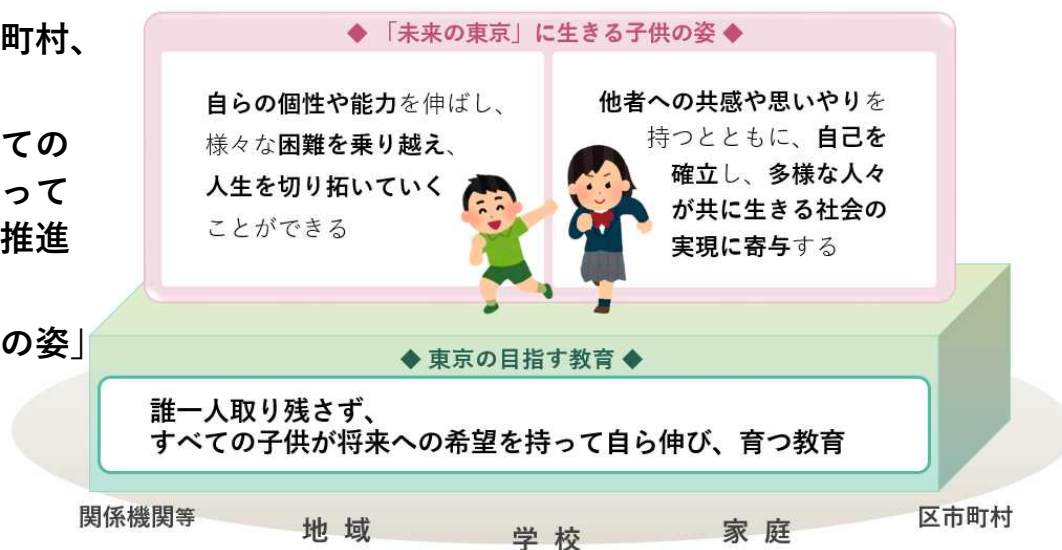 町村、
ての
って
推進
の姿」
◆ 「未来の東京」に生きる子供の姿 ◆
自らの個性や能力を伸ばし、
様々な困難を乗り越え、
人生を切り拓いていく
ことができる
他者への共感や思いやりを
持つとともに、自己を
確立し、多様な人々
が共に生きる社会の
実現に寄与する
◆ 東京の目指す教育 ◆
誰一人取り残さず、
すべての子供が将来への希望を持って自ら伸び、育つ教育
関係機関等
地 域
学 校
家 庭
区市町村